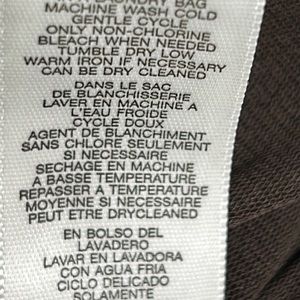 BAG
MACHINE WASH COLD
GENTLE CYCLE
ONLY NON-CHLORINE
BLEACH WHEN NEEDED
TUMBLE DRY LOW
WARM IRON IF NECESSARY
CAN BE DRY CLEANED
DANS LE SAC
DE BLANCHISSERIE
LAVER EN MACHINE A
L'EAU FROIDE
CYCLE DOUX
AGENT DE BLANCHIMENT
SANS CHLORE SEULEMENT
SI NECESSAIRE
SECHAGE EN MACHINE
A BASSE TEMPERATURE
REPASSER A TEMPERATURE
MOYENNE SI NECESSAIRE
PEUT ETRE DRYCLEANED
EN BOLSO DEL
LAVADERO
LAVAR EN LAVADORA
CON AGUA FRIA
CICLO DELICADO
SOLAMENTE